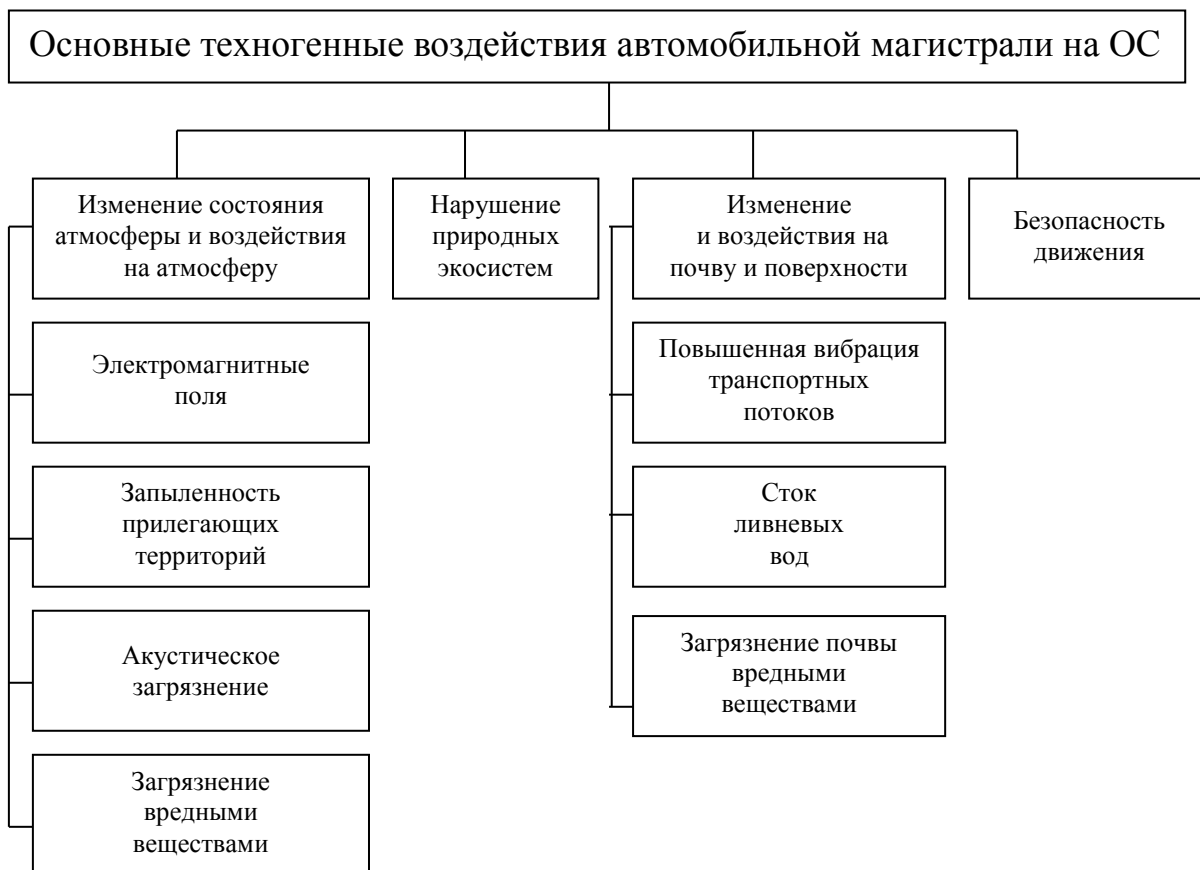 Основные техногенные воздействия автомобильной магистрали на ОС
Изменение состояния
атмосферы и воздействия
на атмосферу
Нарушение
природных
экосистем
Изменение
и воздействия на
почву и поверхности
Безопасность
движения
Электромагнитные
поля
Повышенная вибрация
транспортных
потоков
Запыленность
прилегающих
территорий
Сток
ливневых
вод
Акустическое
загрязнение
Загрязнение почвы
вредными
веществами
Загрязнение
вредными
веществами